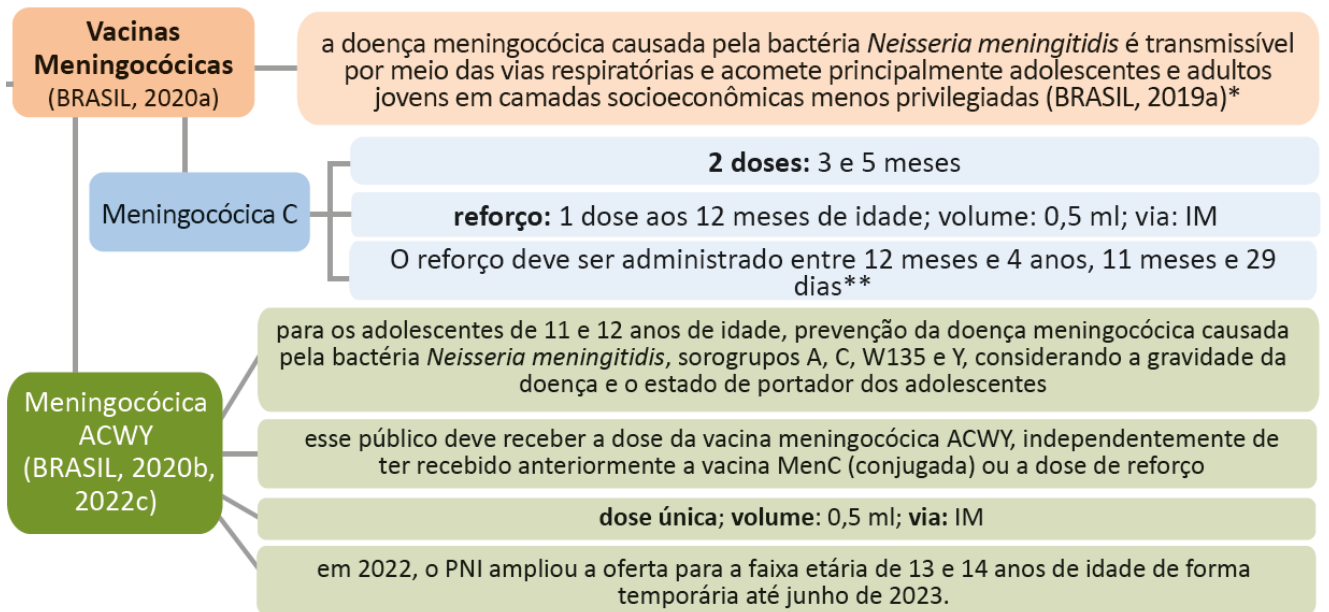 Vacinas
Meningocócicas
(BRASIL, 2020a)
a doença meningocócica causada pela bactéria Neisseria meningitidis é transmissível
por meio das vias respiratórias e acomete principalmente adolescentes e adultos
jovens em camadas socioeconômicas menos privilegiadas (BRASIL, 2019a)*
Meningocócica C
2 doses: 3 e 5 meses
reforço: 1 dose aos 12 meses de idade; volume: 0,5 ml; via: IM
O reforço deve ser administrado entre 12 meses e 4 anos, 11 meses e 29
dias**
Meningocócica
ACWY
(BRASIL, 2020b,
2022c)
para os adolescentes de 11 e 12 anos de idade, prevenção da doença meningocócica causada
pela bactéria Neisseria meningitidis, sorogrupos A, C, W135 e Y, considerando a gravidade da
doença e o estado de portador dos adolescentes
esse público deve receber a dose da vacina meningocócica ACWY, independentemente de
ter recebido anteriormente a vacina MenC (conjugada) ou a dose de reforço
dose única; volume: 0,5 ml; via: IM
em 2022, o PNI ampliou a oferta para a faixa etária de 13 e 14 anos de idade de forma
temporária até junho de 2023.